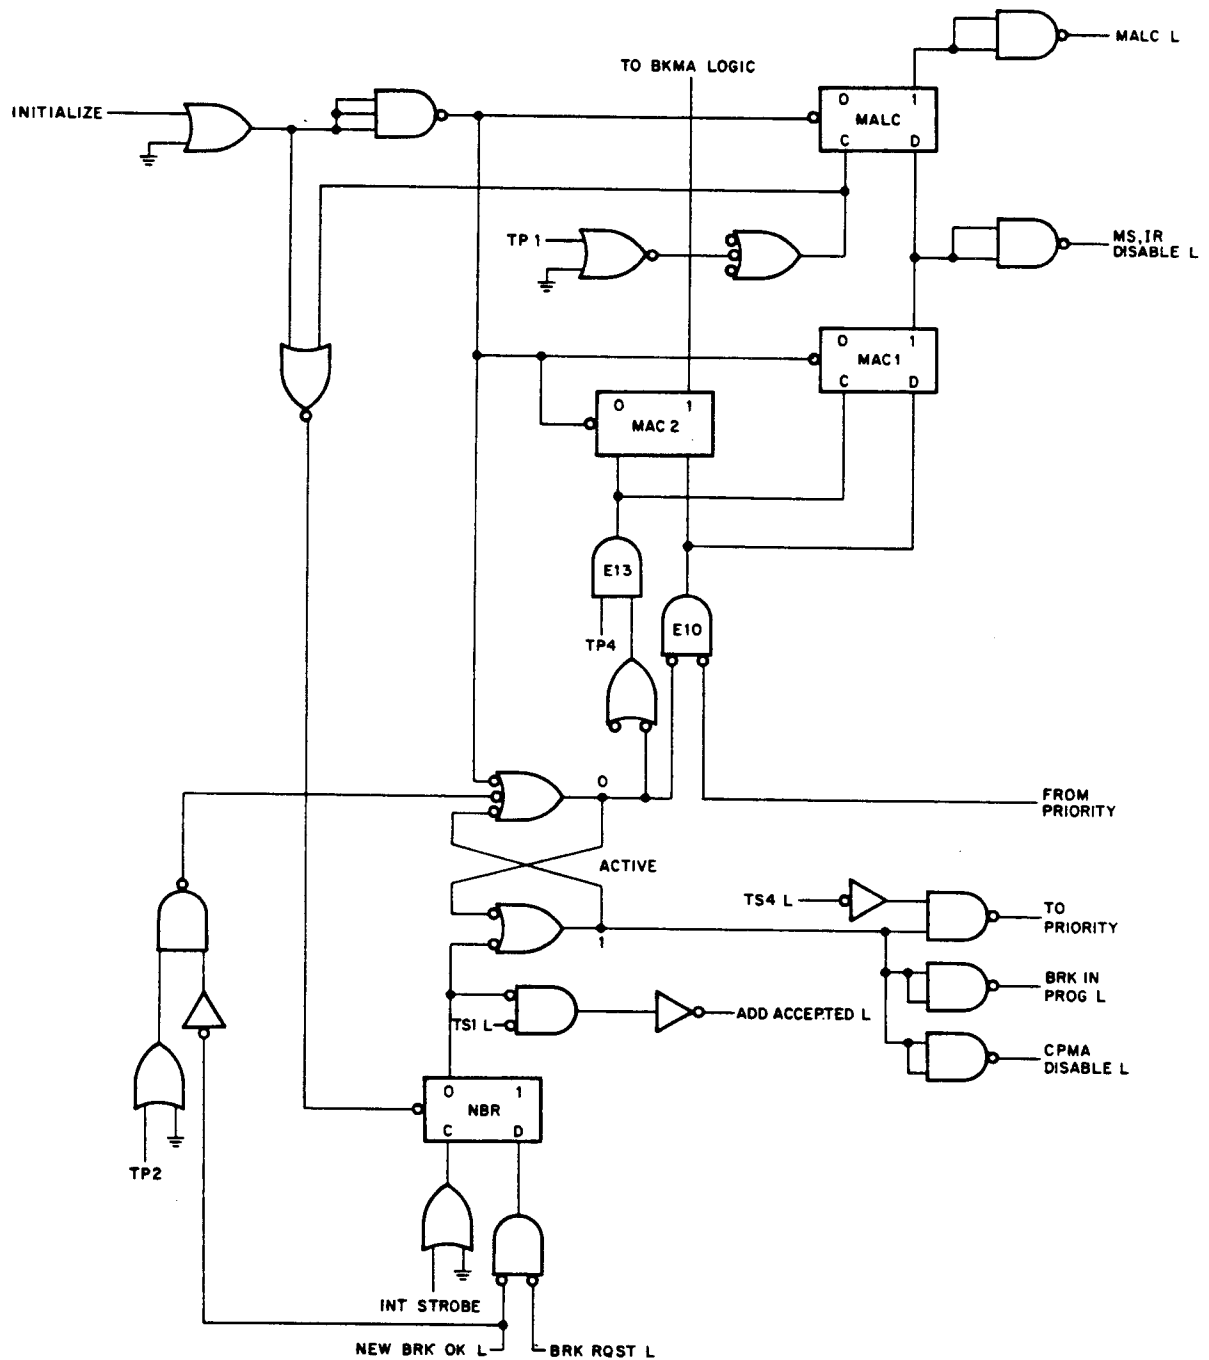 MALC L
TO BKMA LOGIC
INITIALIZE
0 1
MALC
C D
TP 1
MS,IR
DISABLE L
0 1
MAC1
C D
0 1
MAC 2
E13
TP4
E10
0
FROM
PRIORITY
ACTIVE
TS4 L
TO
PRIORITY
1
BRK IN
PROG L
TS1 L
ADD ACCEPTED L
CPMA
DISABLE L
0 1
NBR
C D
TP2
INT STROBE
NEW BRK OK L
BRK RQST L